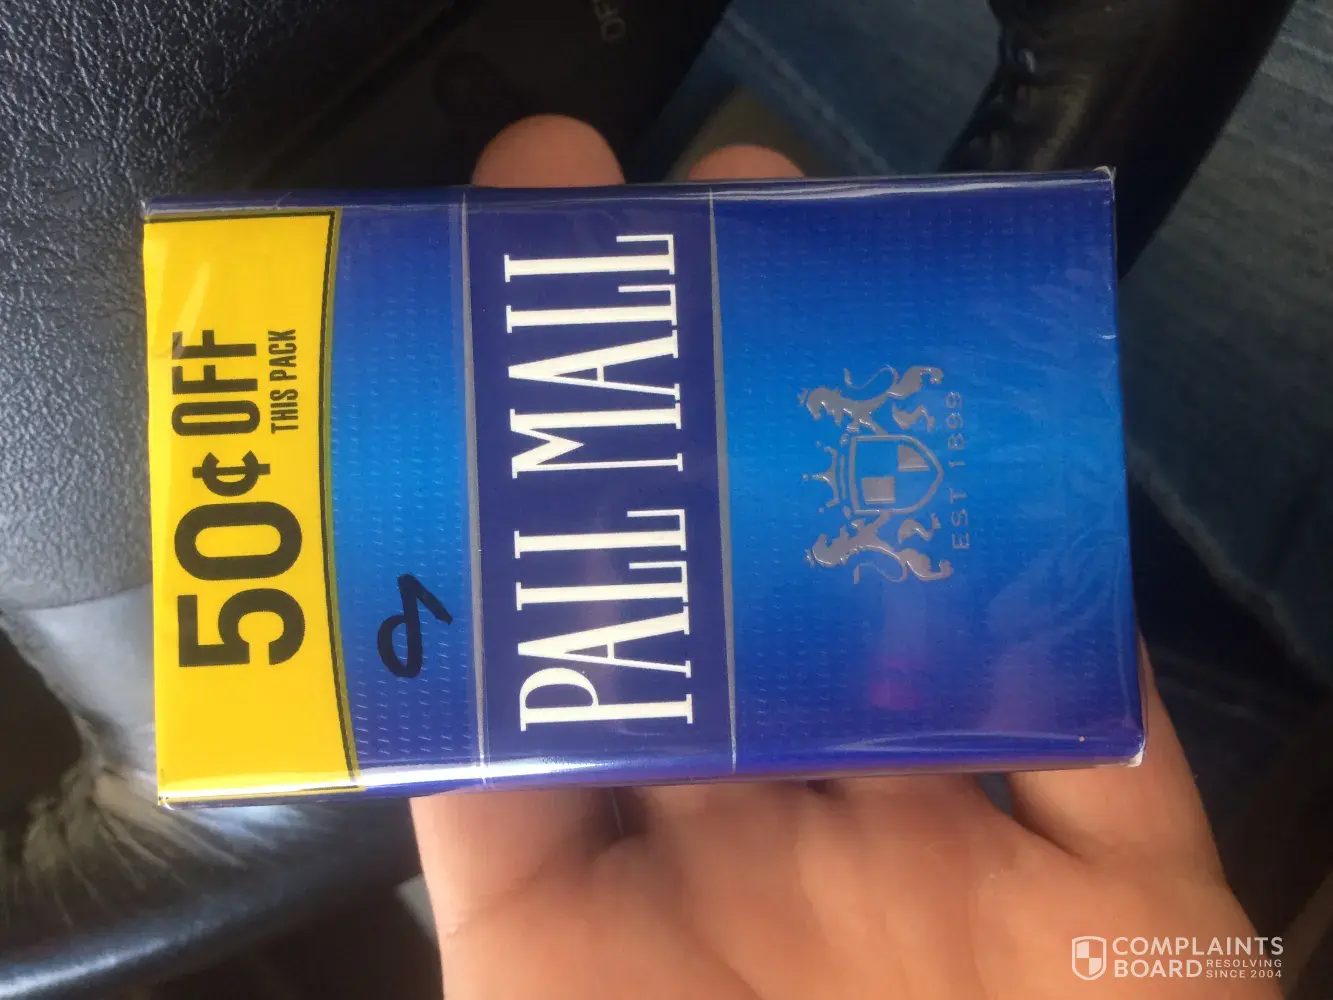 50¢ OFF
THIS PACK
PALL MALL
EST 1899
COMPLAINTS
BOARD RESOLVING
SINCE 2004